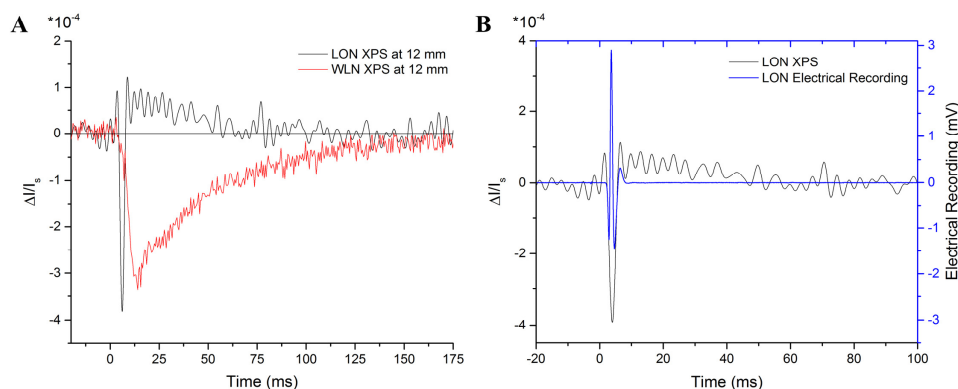 A
*10⁻⁴
LON XPS at 12 mm
WLN XPS at 12 mm
2
1
0
-1
-2
-3
-4
ΔI/Iₛ
0 25 50 75 100 125 150 175
Time (ms)
B
*10⁻⁴
LON XPS
LON Electrical Recording
4
2
0
-2
-4
ΔI/Iₛ
3
2
1
0
-1
-2
-3
Electrical Recording (mV)
-20 0 20 40 60 80 100
Time (ms)